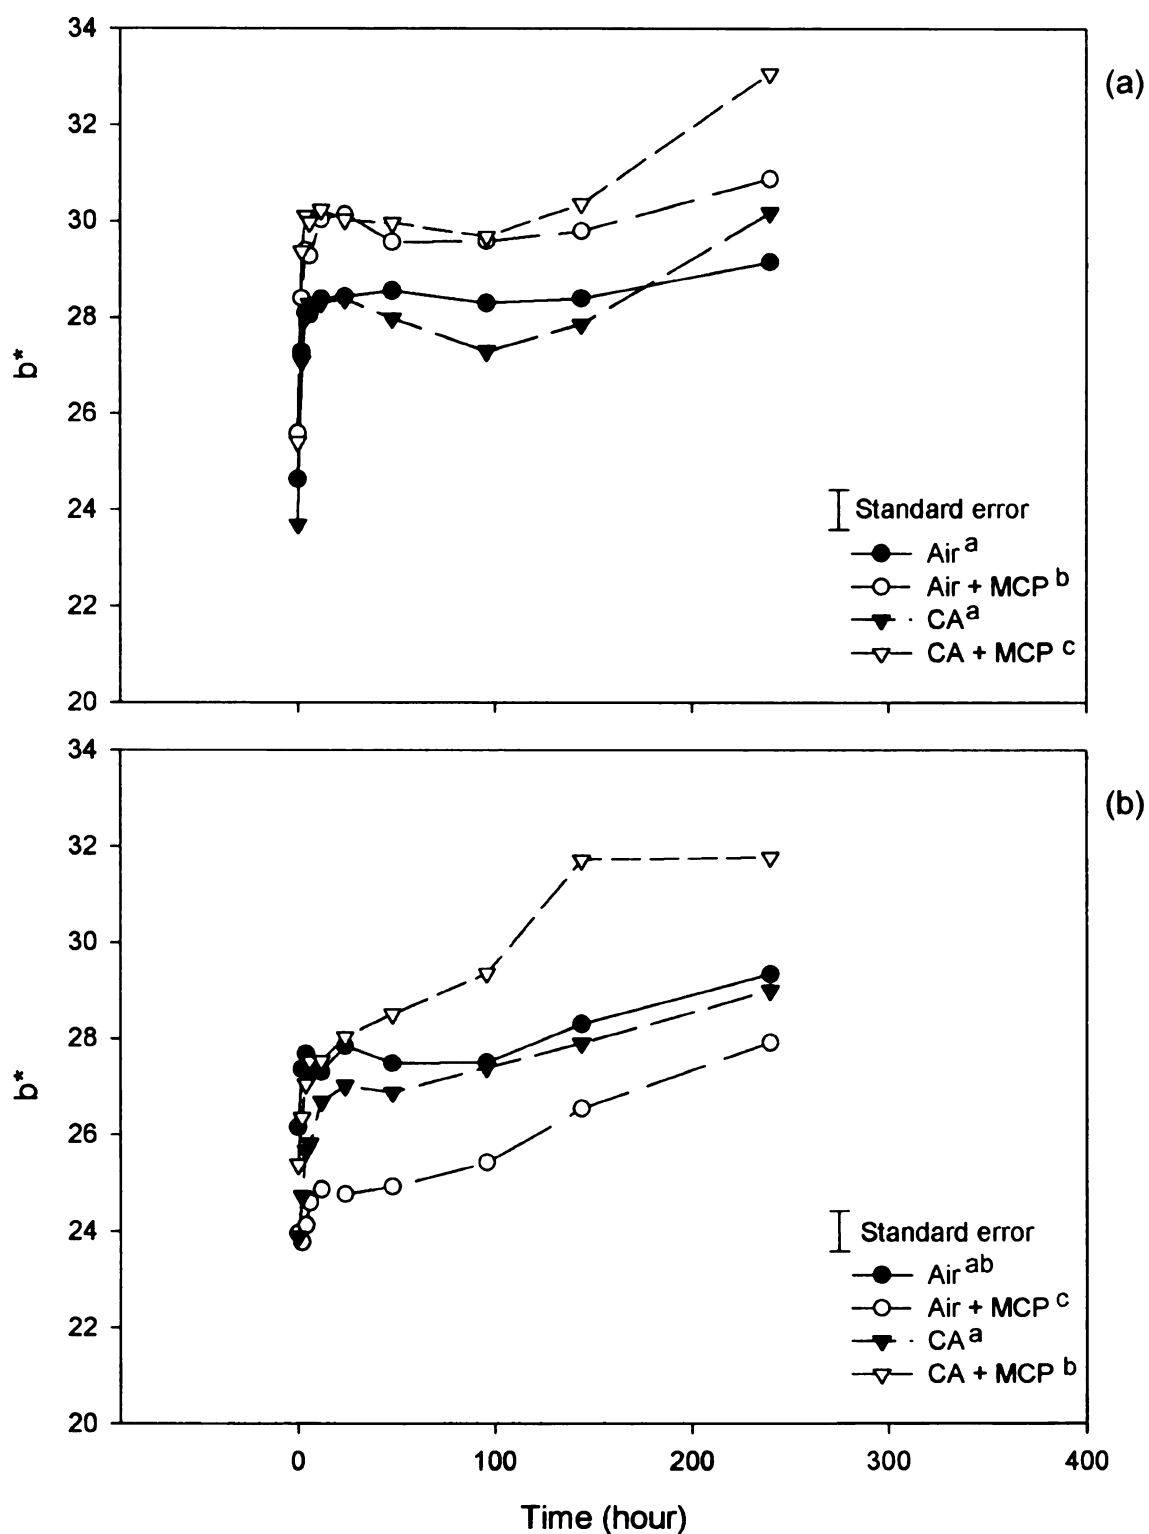 34
(a)
32
30
28
b*
26
24
Standard error
Air a
Air + MCP b
22
CA a
CA + MCP c
20
34
(b)
32
30
28
b*
26
24
Standard error
Air ab
Air + MCP c
22
CA a
CA + MCP b
20
0 100 200 300 400
Time (hour)